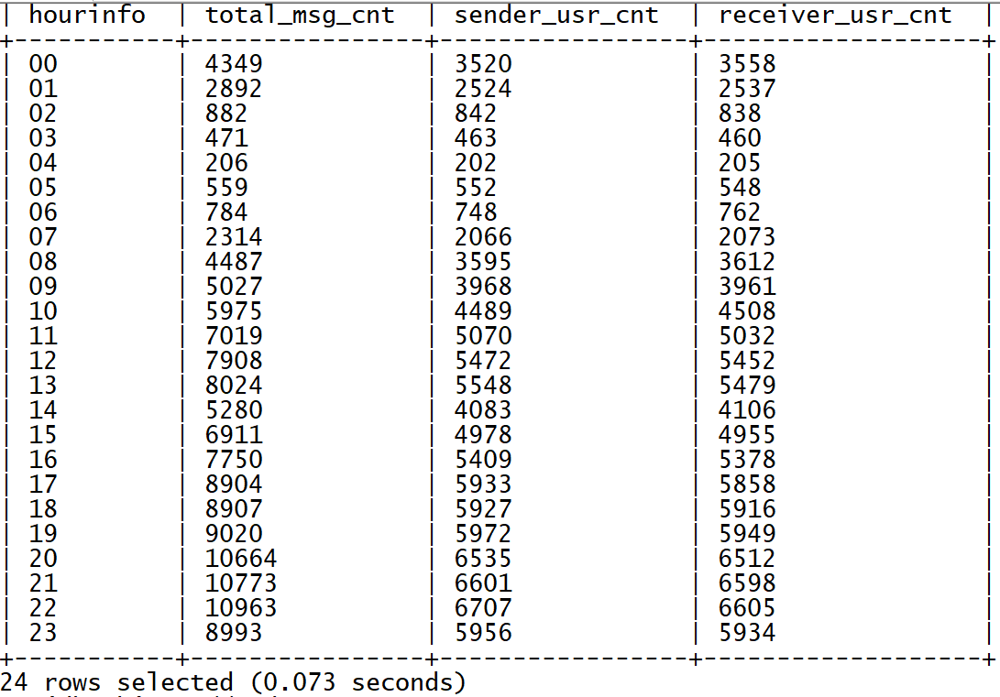 | hourinfo | total_msg_cnt | sender_usr_cnt | receiver_usr_cnt |
+-----------+----------------+-----------------+-------------------+
| 00 | 4349 | 3520 | 3558 |
| 01 | 2892 | 2524 | 2537 |
| 02 | 882 | 842 | 838 |
| 03 | 471 | 463 | 460 |
| 04 | 206 | 202 | 205 |
| 05 | 559 | 552 | 548 |
| 06 | 784 | 748 | 762 |
| 07 | 2314 | 2066 | 2073 |
| 08 | 4487 | 3595 | 3612 |
| 09 | 5027 | 3968 | 3961 |
| 10 | 5975 | 4489 | 4508 |
| 11 | 7019 | 5070 | 5032 |
| 12 | 7908 | 5472 | 5452 |
| 13 | 8024 | 5548 | 5479 |
| 14 | 5280 | 4083 | 4106 |
| 15 | 6911 | 4978 | 4955 |
| 16 | 7750 | 5409 | 5378 |
| 17 | 8904 | 5933 | 5858 |
| 18 | 8907 | 5927 | 5916 |
| 19 | 9020 | 5972 | 5949 |
| 20 | 10664 | 6535 | 6512 |
| 21 | 10773 | 6601 | 6598 |
| 22 | 10963 | 6707 | 6605 |
| 23 | 8993 | 5956 | 5934 |
+-----------+----------------+-----------------+-------------------+
24 rows selected (0.073 seconds)